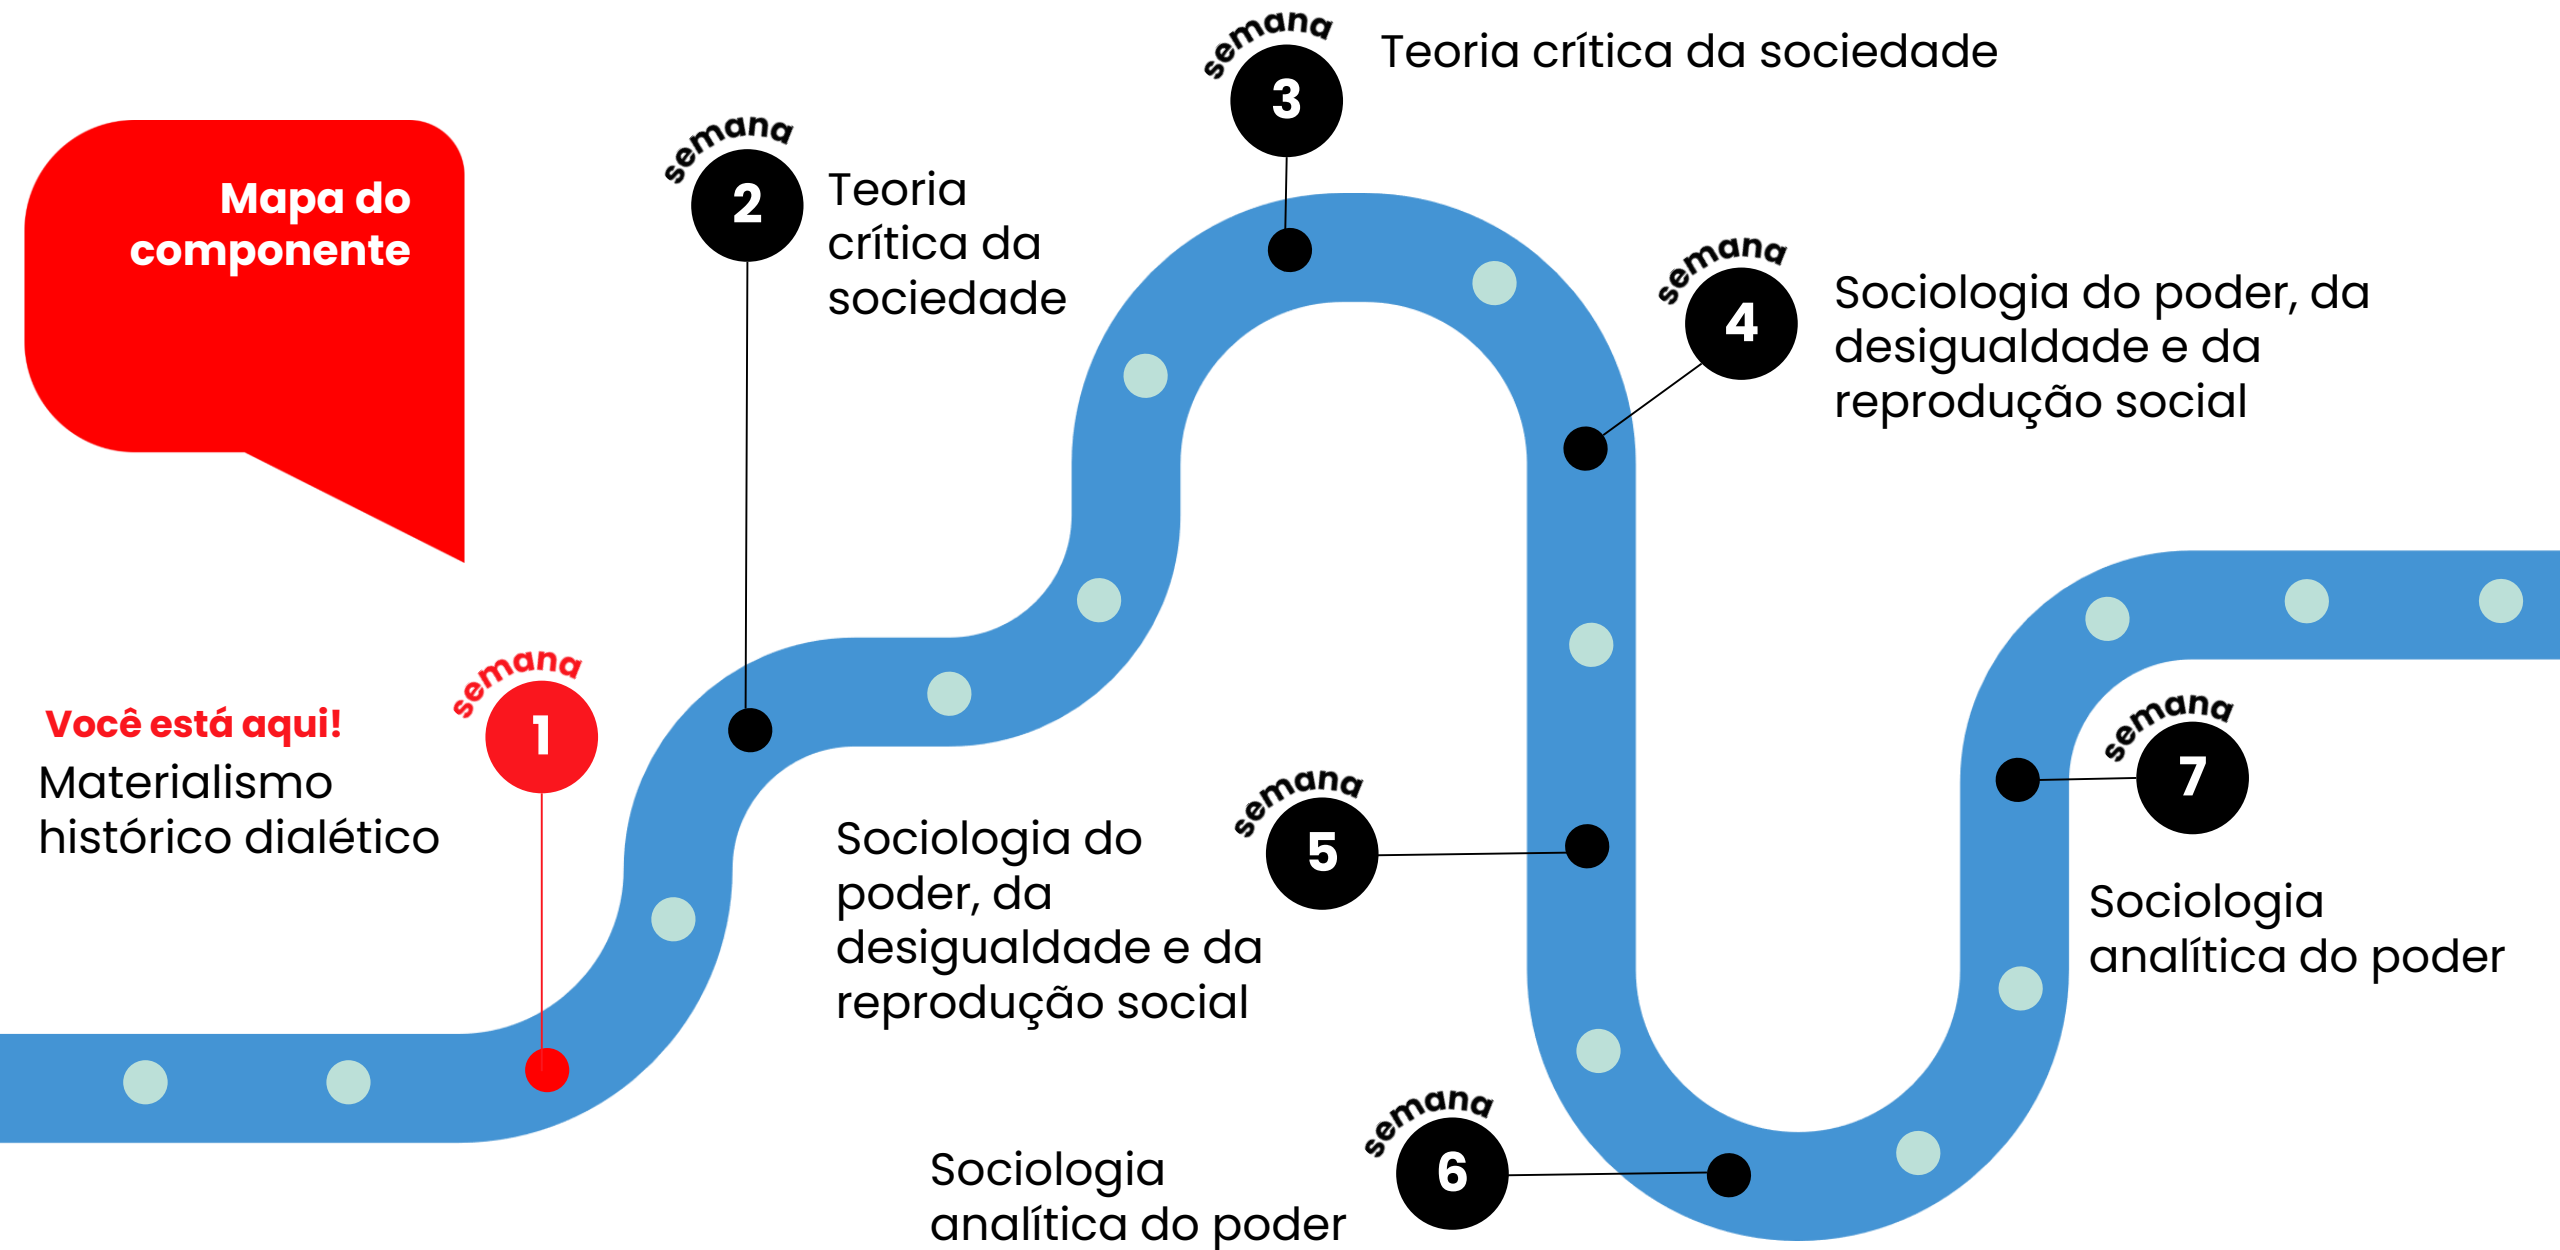 Mapa do
componente
Você está aqui!
semana
1
Materialismo
histórico dialético
semana
2
Teoria
crítica da
sociedade
semana
3
Teoria crítica da sociedade
semana
4
Sociologia do poder, da
desigualdade e da
reprodução social
semana
5
Sociologia do
poder, da
desigualdade e da
reprodução social
semana
6
Sociologia
analítica do poder
semana
7
Sociologia
analítica do poder